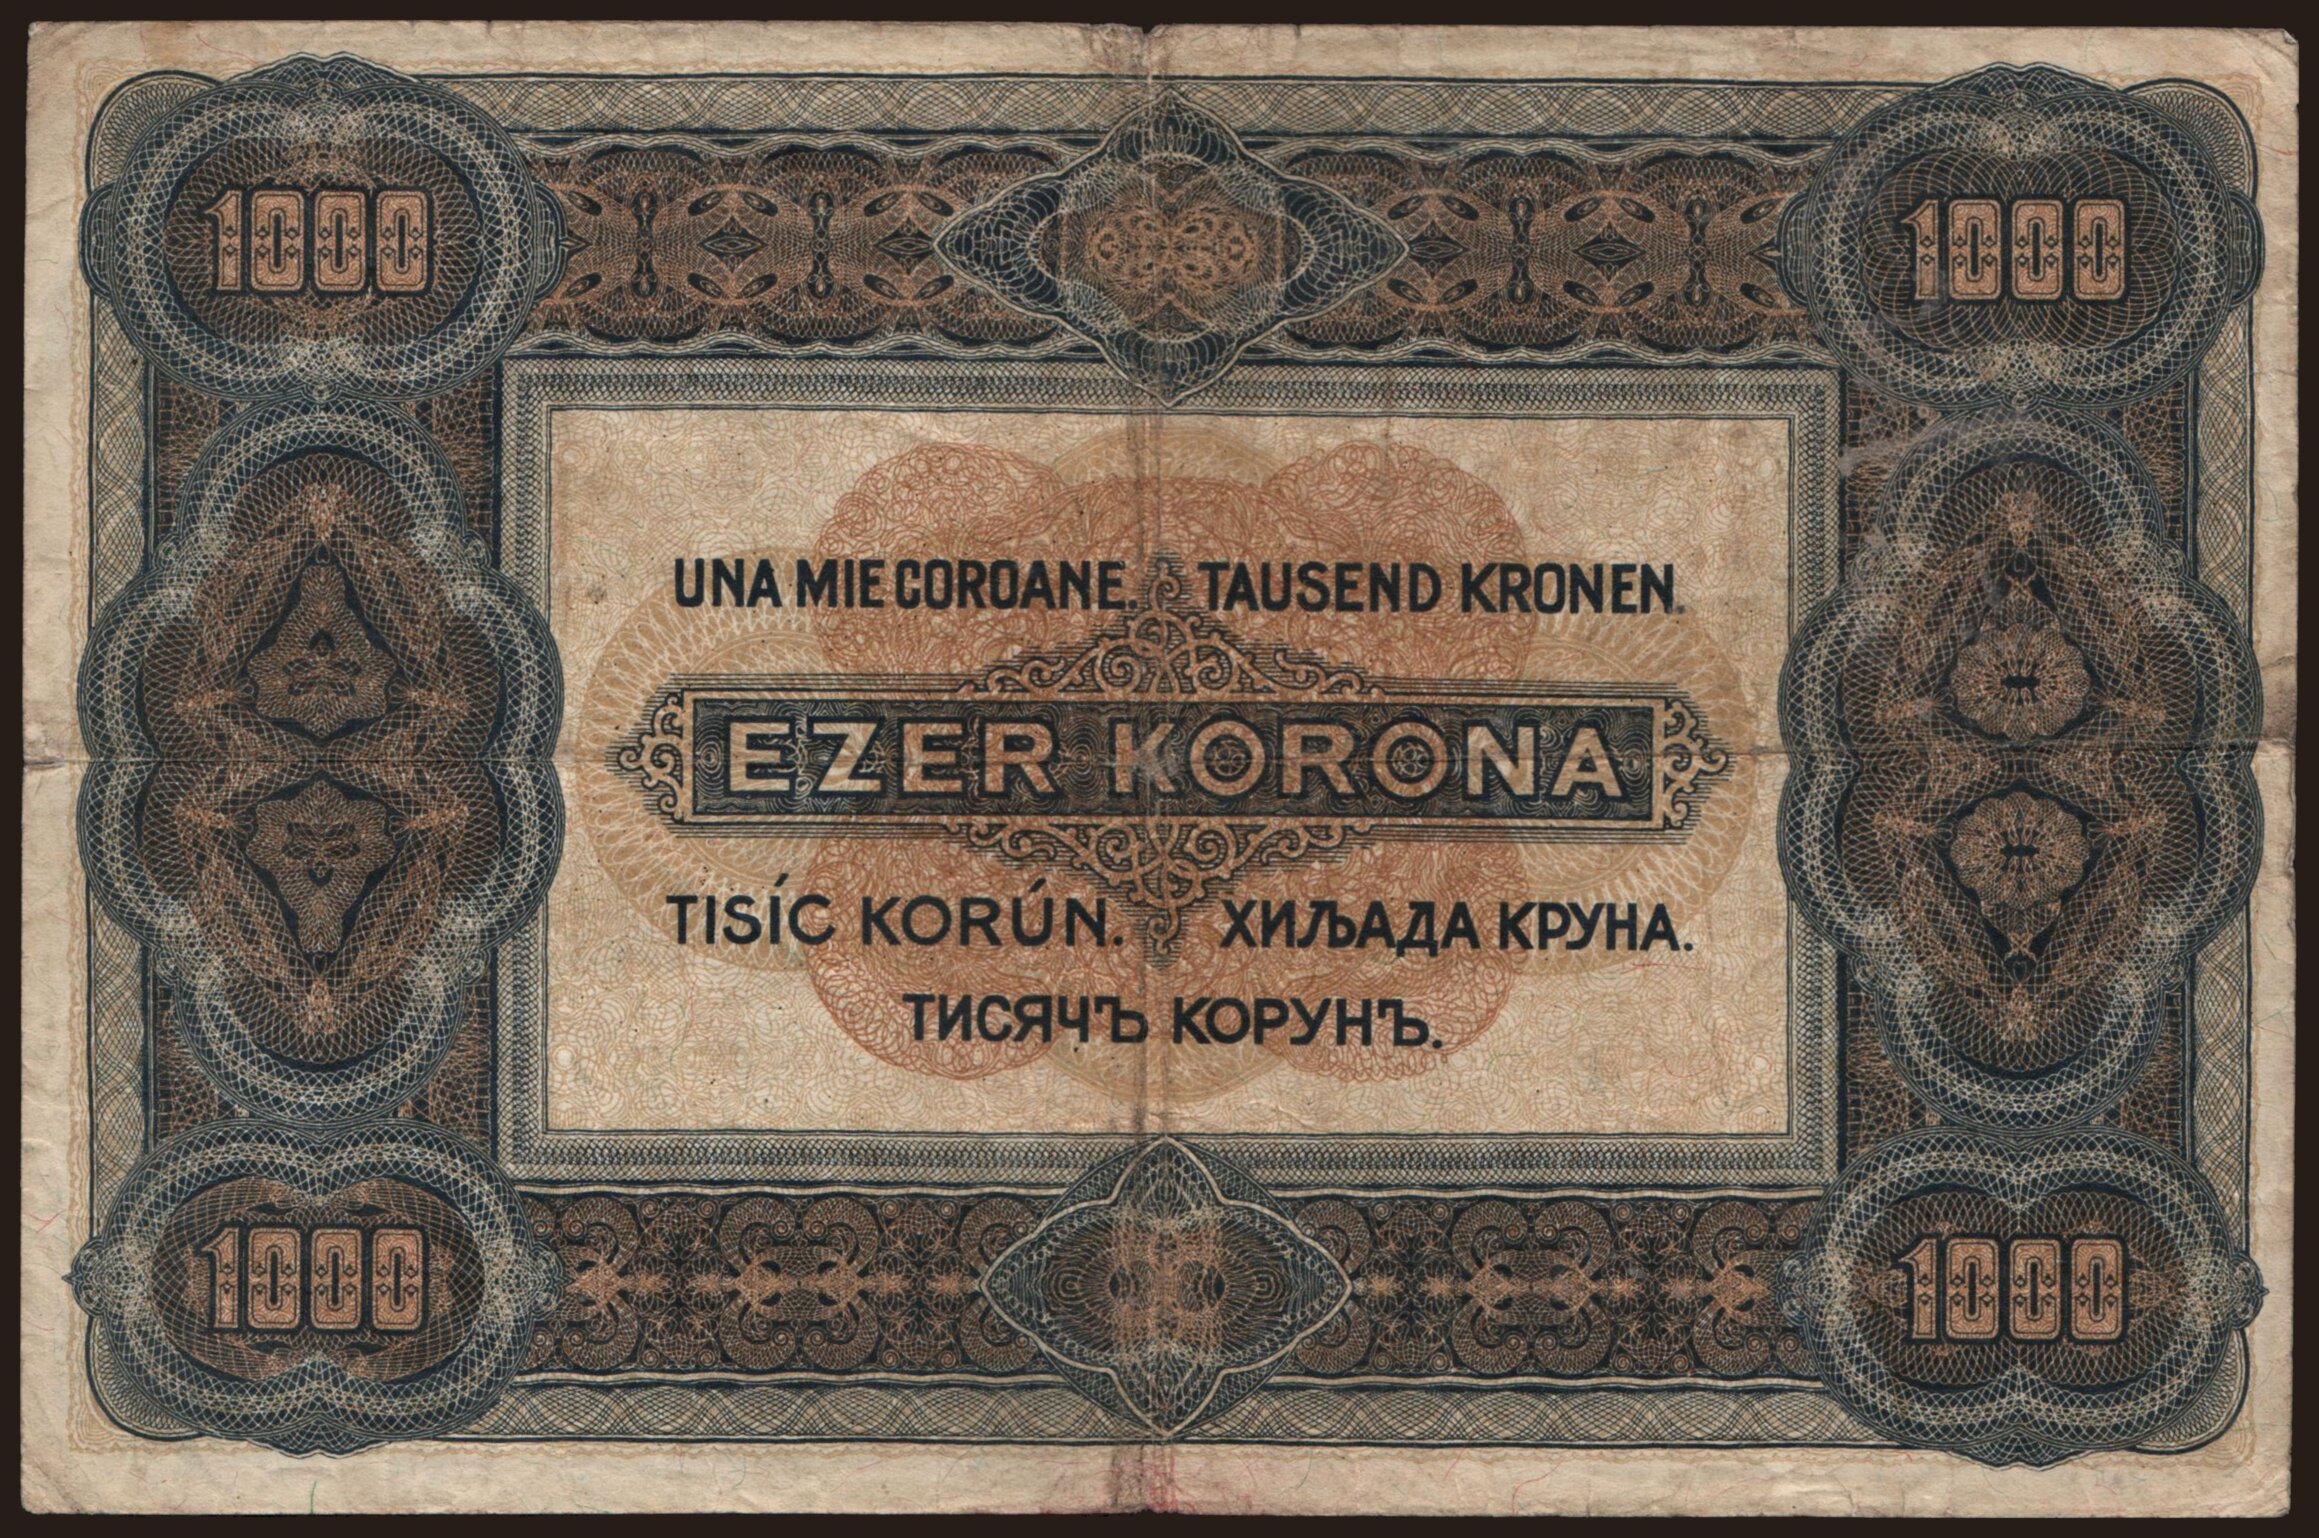 1000 1000
UNA MIE COROANE. TAUSEND KRONEN.
EZER KORONA
TISÍC KORÚN. ХИЉАДА КРУНА.
ТИСЯЧЪ КОРУНЪ.
1000 1000